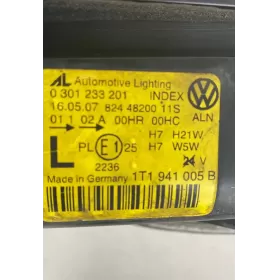 AL Automotive Lighting
0 301 233 201 INDEX
16.05.07 824 48200 11S ALN
01 1 02 A 00HR 00HC
H7 H21W
L PL E1 25 H7 W5W
2236 24 V
Made in Germany 1T1 941 005 B